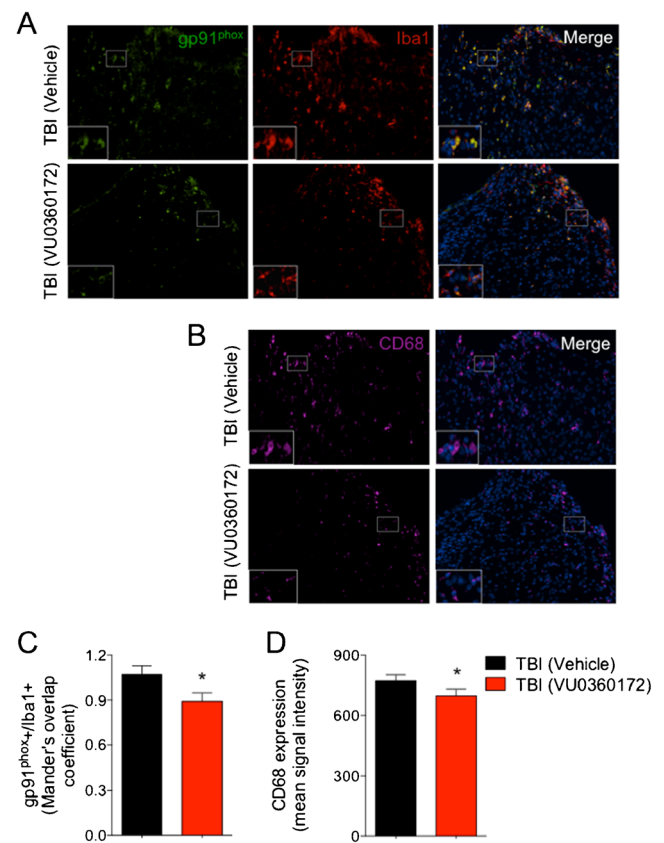 A
gp91phox
Iba1
Merge
TBI (Vehicle)
TBI (VU0360172)
B
CD68
Merge
TBI (Vehicle)
TBI (VU0360172)
C
gp91phox+/Iba1+
(Mander's overlap
coefficient)
1.2
0.9
0.6
0.3
0.0
*
D
CD68 expression
(mean signal intensity)
900
600
300
0
*
TBI (Vehicle)
TBI (VU0360172)